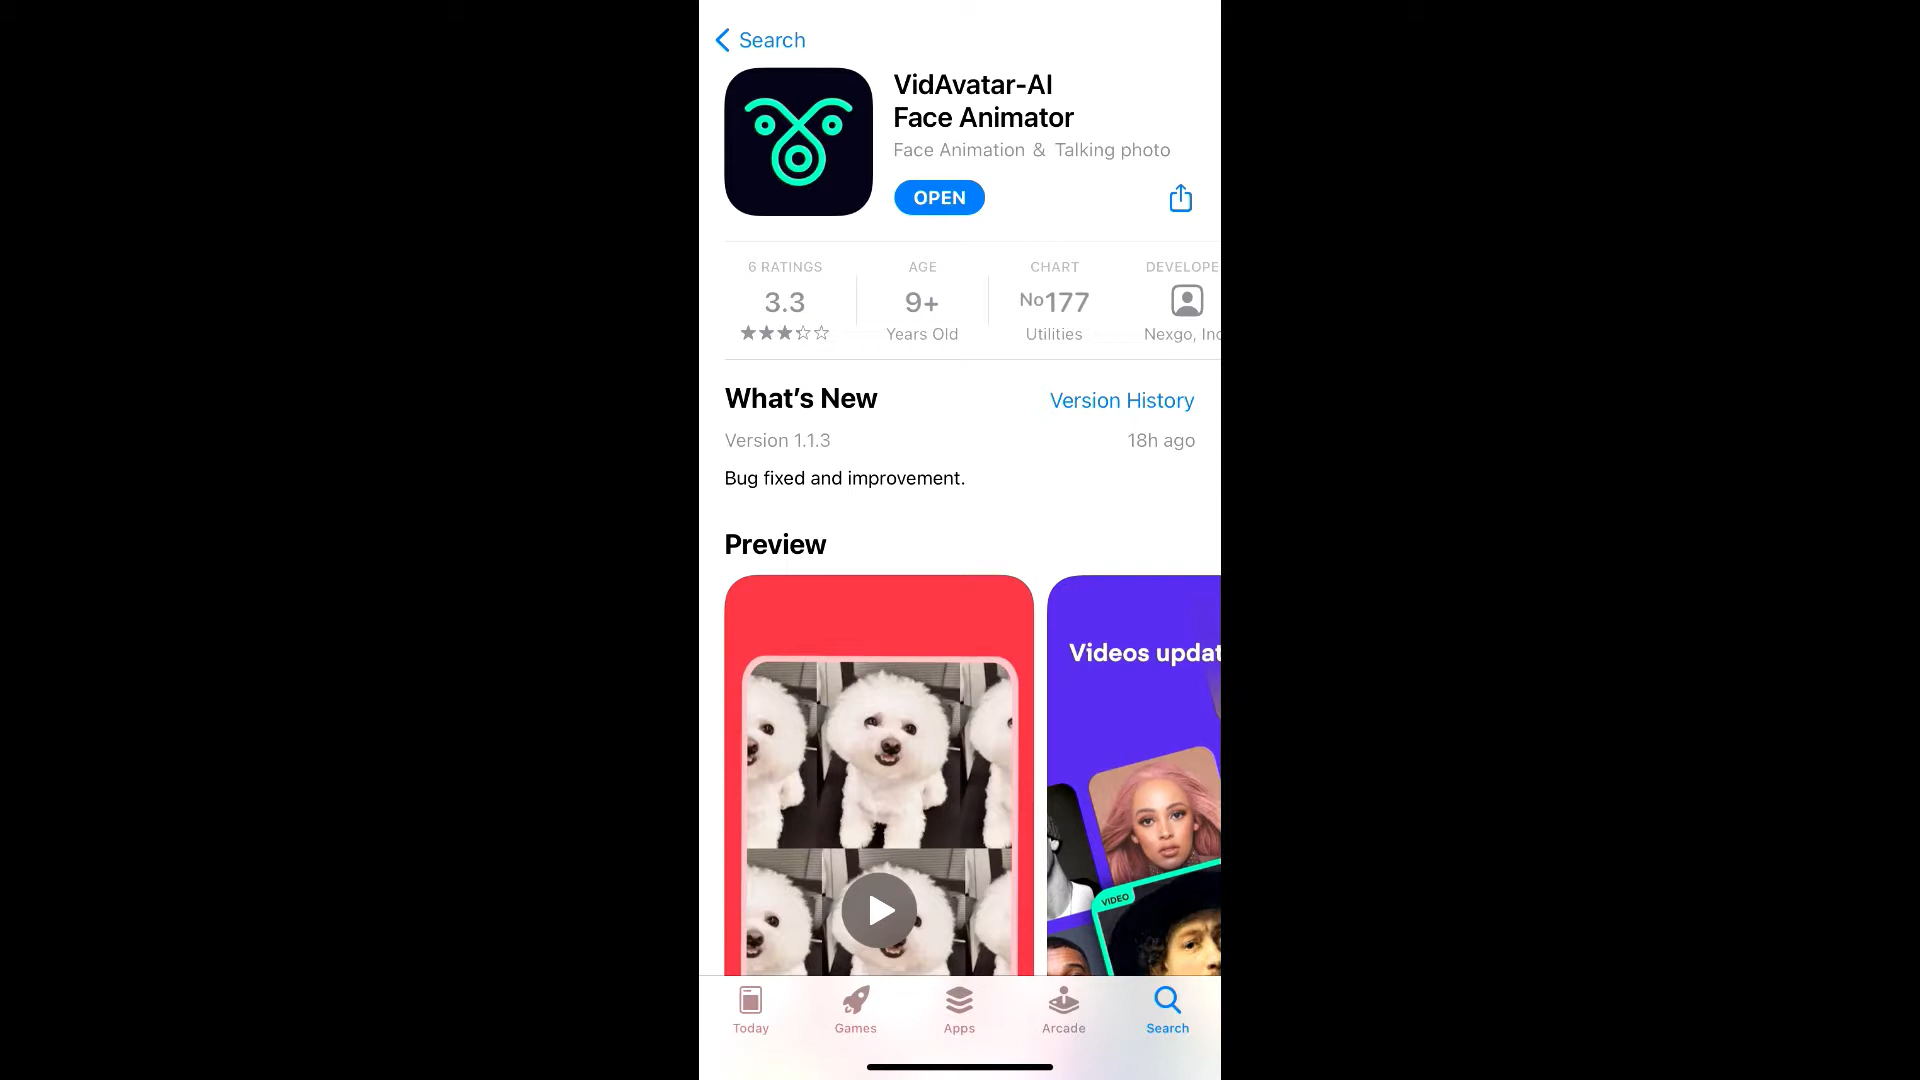 Search
VidAvatar-AI
Face Animator
Face Animation & Talking photo
OPEN
6 RATINGS
3.3
★★★☆☆
AGE
9+
Years Old
CHART
No177
Utilities
DEVELOPE
Nexgo, Inc
What's New
Version History
Version 1.1.3
18h ago
Bug fixed and improvement.
Preview
Videos updat
VIDEO
Today
Games
Apps
Arcade
Search